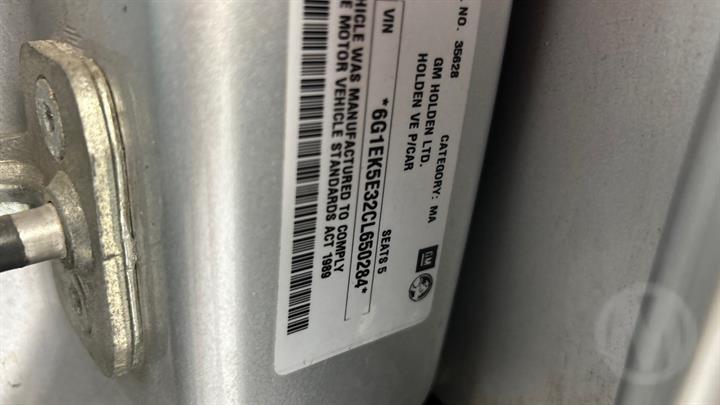 NO. 35628
CATEGORY: MA
GM HOLDEN LTD.
HOLDEN VE P/CAR
GM
SEATS 5
VIN *6G1EK5E32CL650284*
HICLE WAS MANUFACTURED TO COMPLY
E MOTOR VEHICLE STANDARDS ACT 1989
M